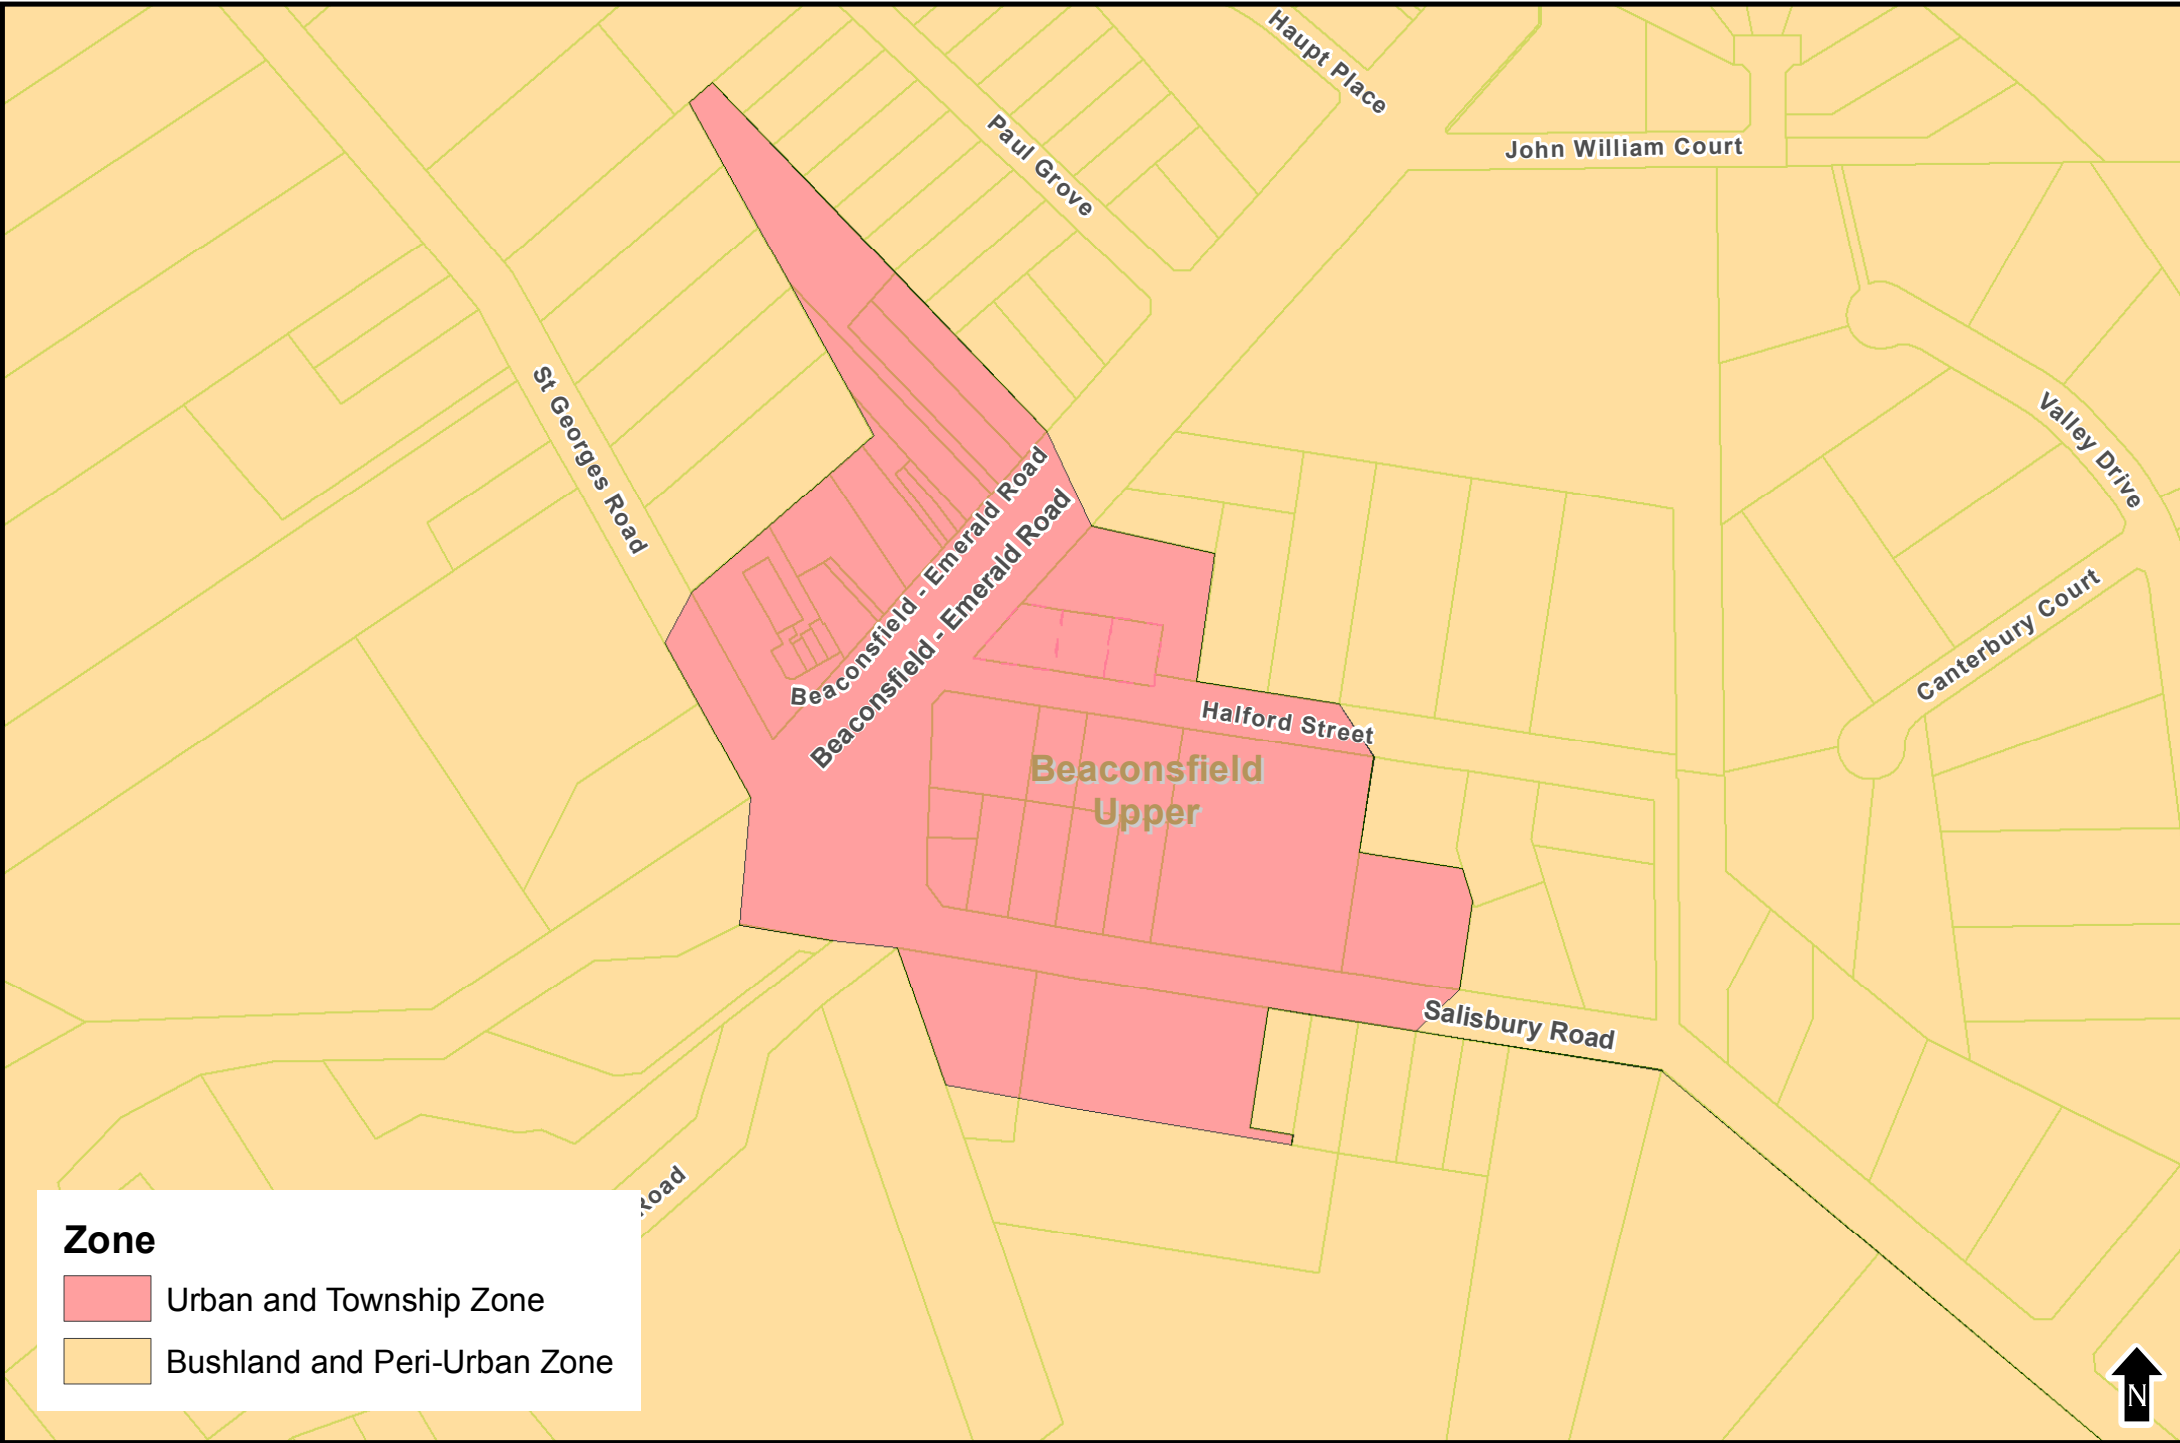 Haupt Place
Paul Grove
John William Court
St Georges Road
Valley Drive
Beaconsfield - Emerald Road
Beaconsfield - Emerald Road
Canterbury Court
Halford Street
Beaconsfield
Upper
Salisbury Road
Road
Zone
Urban and Township Zone
Bushland and Peri-Urban Zone
N